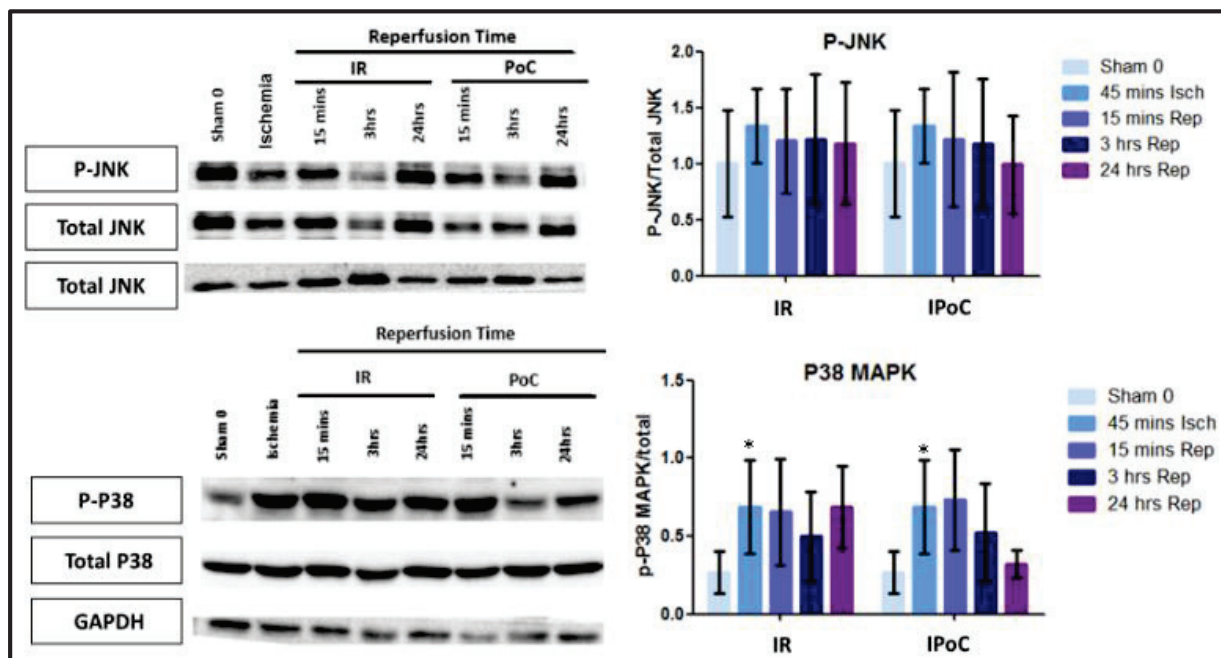 Reperfusion Time
IR PoC
Sham 0 Ischemia 15 mins 3hrs 24hrs 15 mins 3hrs 24hrs
P-JNK
Total JNK
Total JNK
P-JNK
P-JNK/Total JNK
2.0
1.5
1.0
0.5
0.0
IR IPoC
Sham 0
45 mins Isch
15 mins Rep
3 hrs Rep
24 hrs Rep
Reperfusion Time
IR PoC
Sham 0 Ischemia 15 mins 3hrs 24hrs 15 mins 3hrs 24hrs
P-P38
Total P38
GAPDH
P38 MAPK
p-P38 MAPK/total
1.5
1.0
0.5
0.0
* *
IR IPoC
Sham 0
45 mins Isch
15 mins Rep
3 hrs Rep
24 hrs Rep